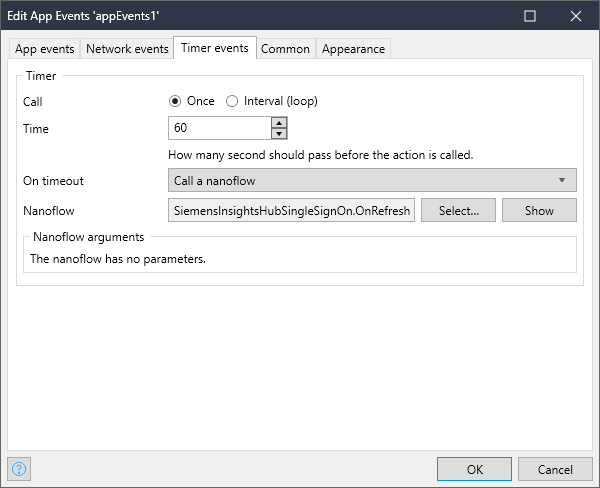 Edit App Events 'appEvents1'
App events Network events Timer events Common Appearance
Timer
Call Once Interval (loop)
Time 60
How many second should pass before the action is called.
On timeout Call a nanoflow
Nanoflow SiemensInsightsHubSingleSignOn.OnRefresh Select... Show
Nanoflow arguments
The nanoflow has no parameters.
? OK Cancel